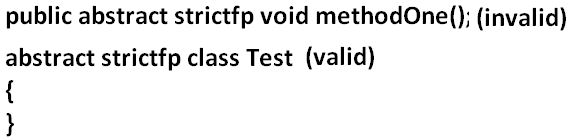 public abstract strictfp void methodOne(); (invalid)
abstract strictfp class Test (valid)
{
}